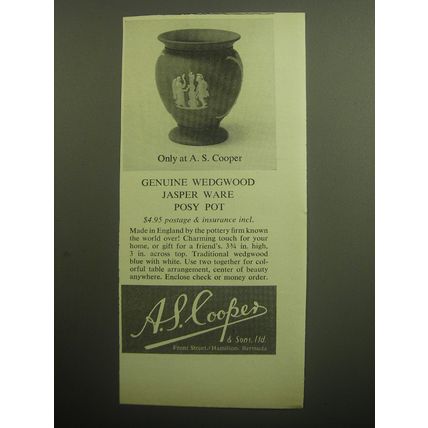 Only at A. S. Cooper
GENUINE WEDGWOOD
JASPER WARE
POSY POT
$4.95 postage & insurance incl.
Made in England by the pottery firm known
the world over! Charming touch for your
home, or gift for a friend's. 3¾ in. high,
3 in. across top. Traditional wedgwood
blue with white. Use two together for col-
orful table arrangement, center of beauty
anywhere. Enclose check or money order.
A.S. Cooper
& Sons, Ltd.
Front Street / Hamilton, Bermuda